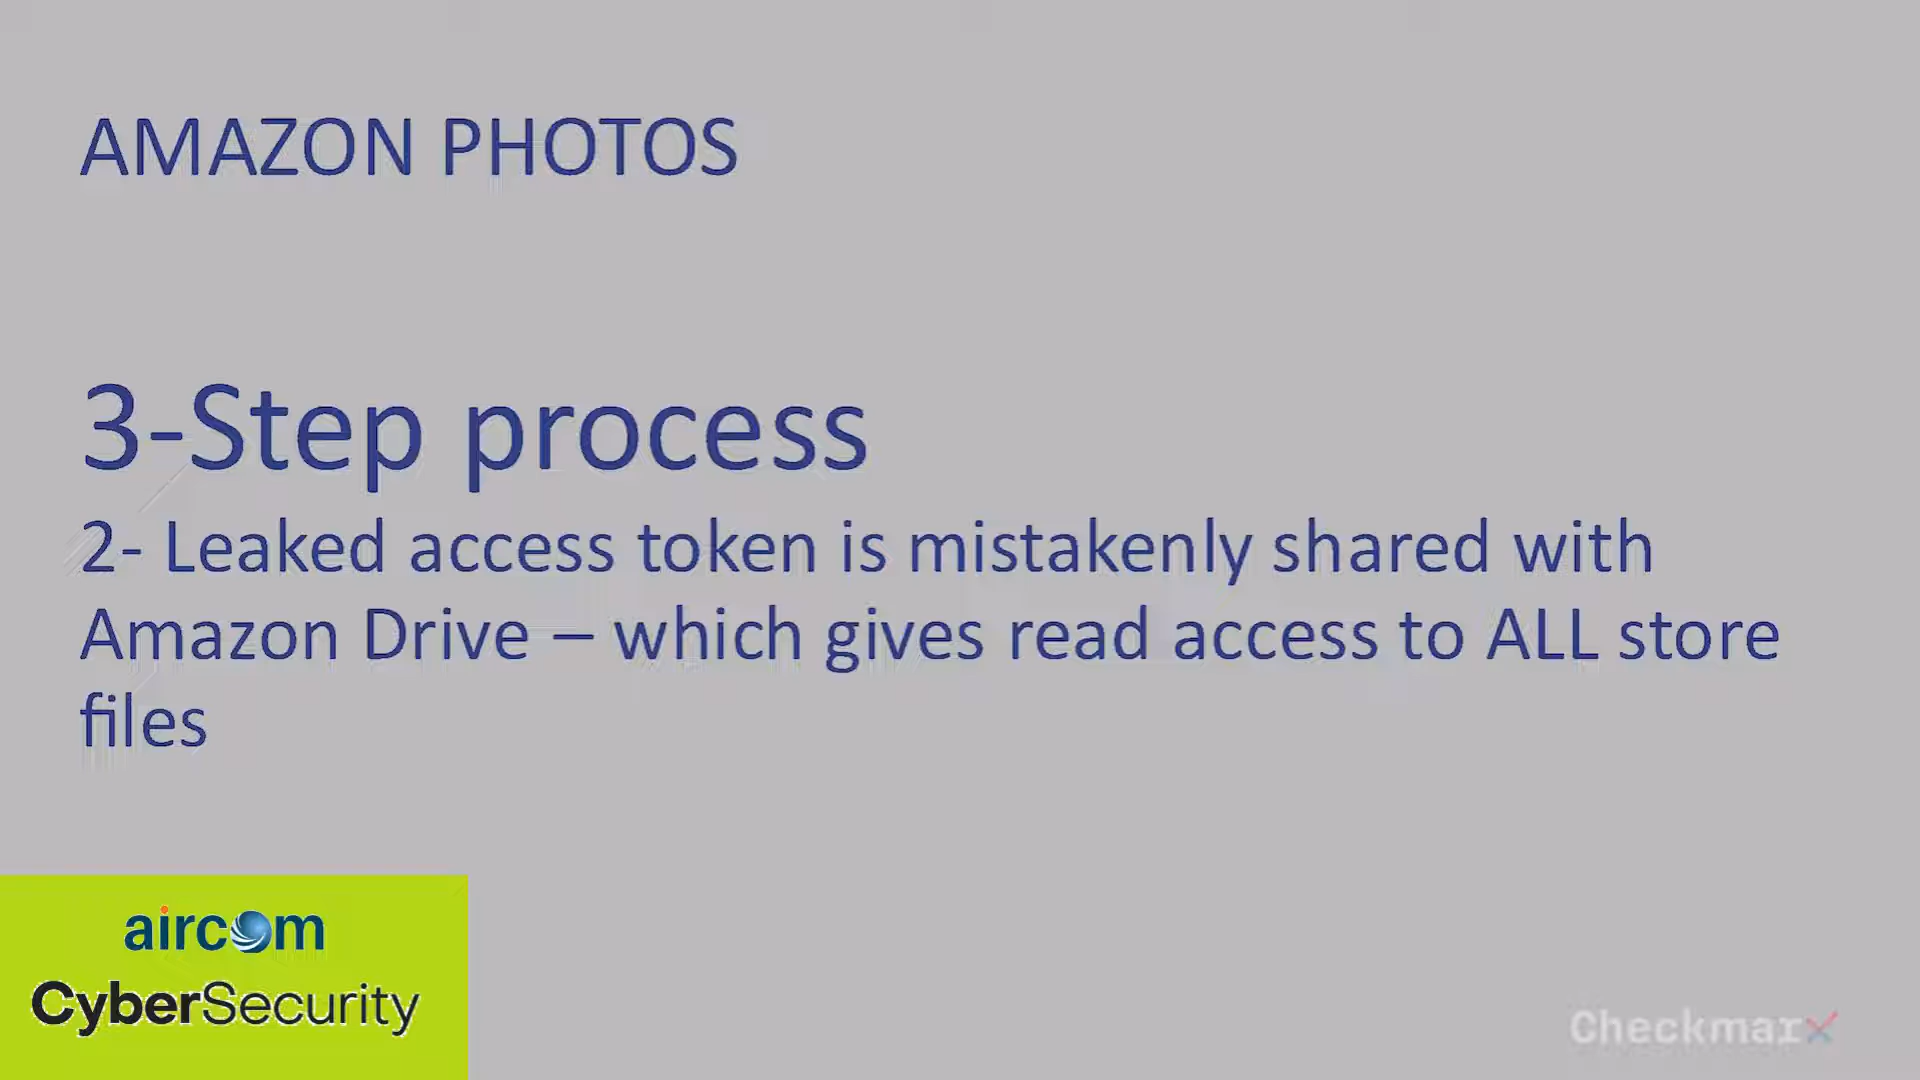 AMAZON PHOTOS
3-Step process
2- Leaked access token is mistakenly shared with
Amazon Drive – which gives read access to ALL store
files
aircom
CyberSecurity
Checkmarx